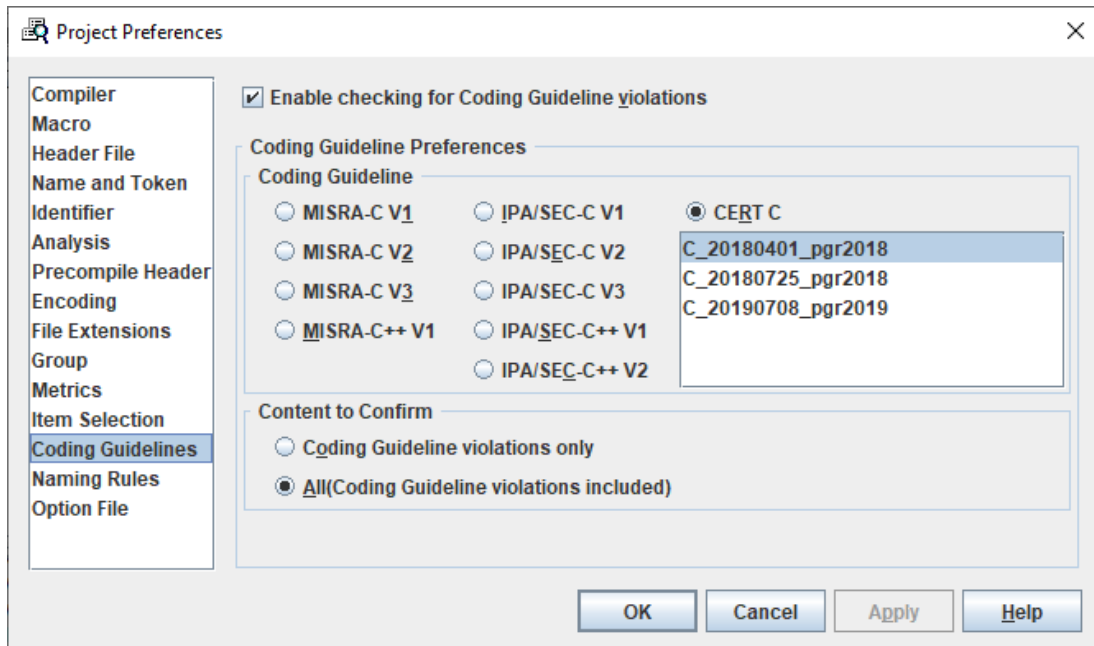 Project Preferences
Compiler
Macro
Header File
Name and Token
Identifier
Analysis
Precompile Header
Encoding
File Extensions
Group
Metrics
Item Selection
Coding Guidelines
Naming Rules
Option File
Enable checking for Coding Guideline violations
Coding Guideline Preferences
Coding Guideline
MISRA-C V1
MISRA-C V2
MISRA-C V3
MISRA-C++ V1
IPA/SEC-C V1
IPA/SEC-C V2
IPA/SEC-C V3
IPA/SEC-C++ V1
IPA/SEC-C++ V2
CERT C
C_20180401_pgr2018
C_20180725_pgr2018
C_20190708_pgr2019
Content to Confirm
Coding Guideline violations only
All(Coding Guideline violations included)
OK
Cancel
Apply
Help